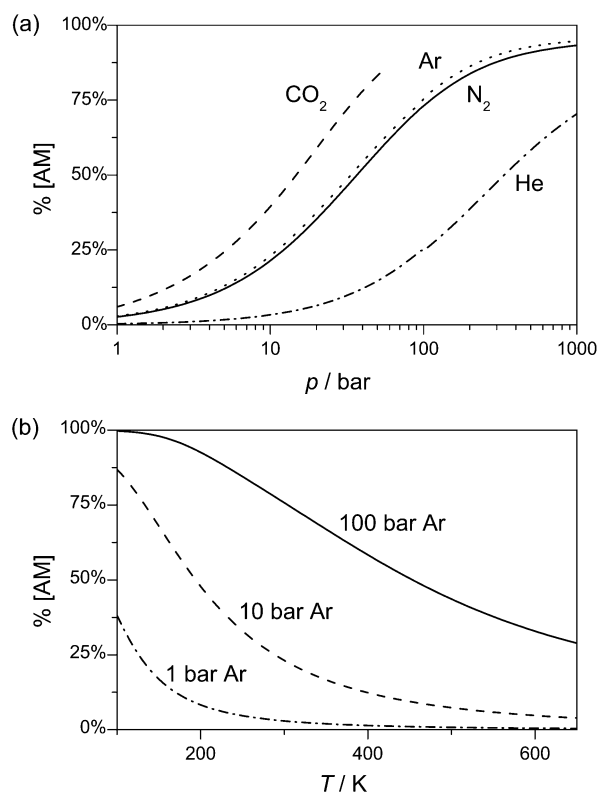 (a)
100%
75%
50%
25%
0%
% [AM]
CO₂
Ar
N₂
He
1
10
100
1000
p / bar
(b)
100%
75%
50%
25%
0%
% [AM]
100 bar Ar
10 bar Ar
1 bar Ar
200
400
600
T / K